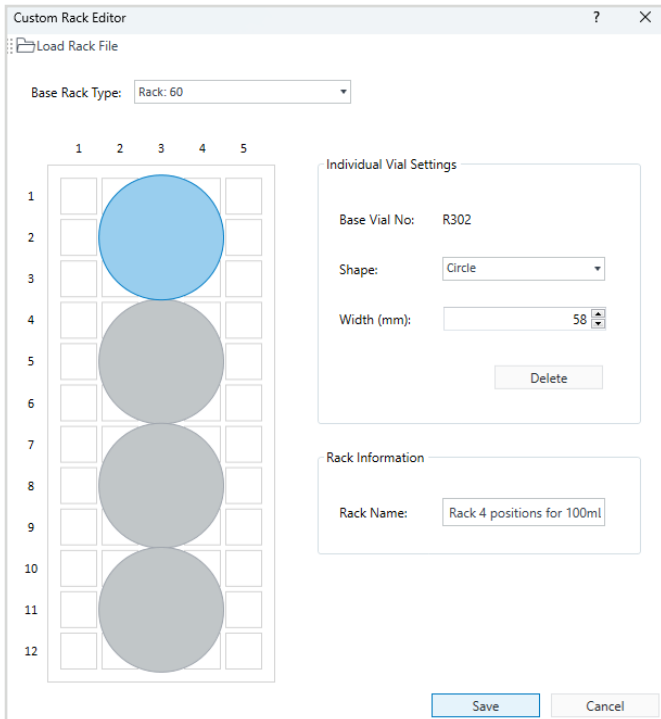 Custom Rack Editor ? X
Load Rack File
Base Rack Type: Rack: 60
1 2 3 4 5
1
2
3
4
5
6
7
8
9
10
11
12
Individual Vial Settings
Base Vial No: R302
Shape: Circle
Width (mm): 58
Delete
Rack Information
Rack Name: Rack 4 positions for 100ml
Save Cancel